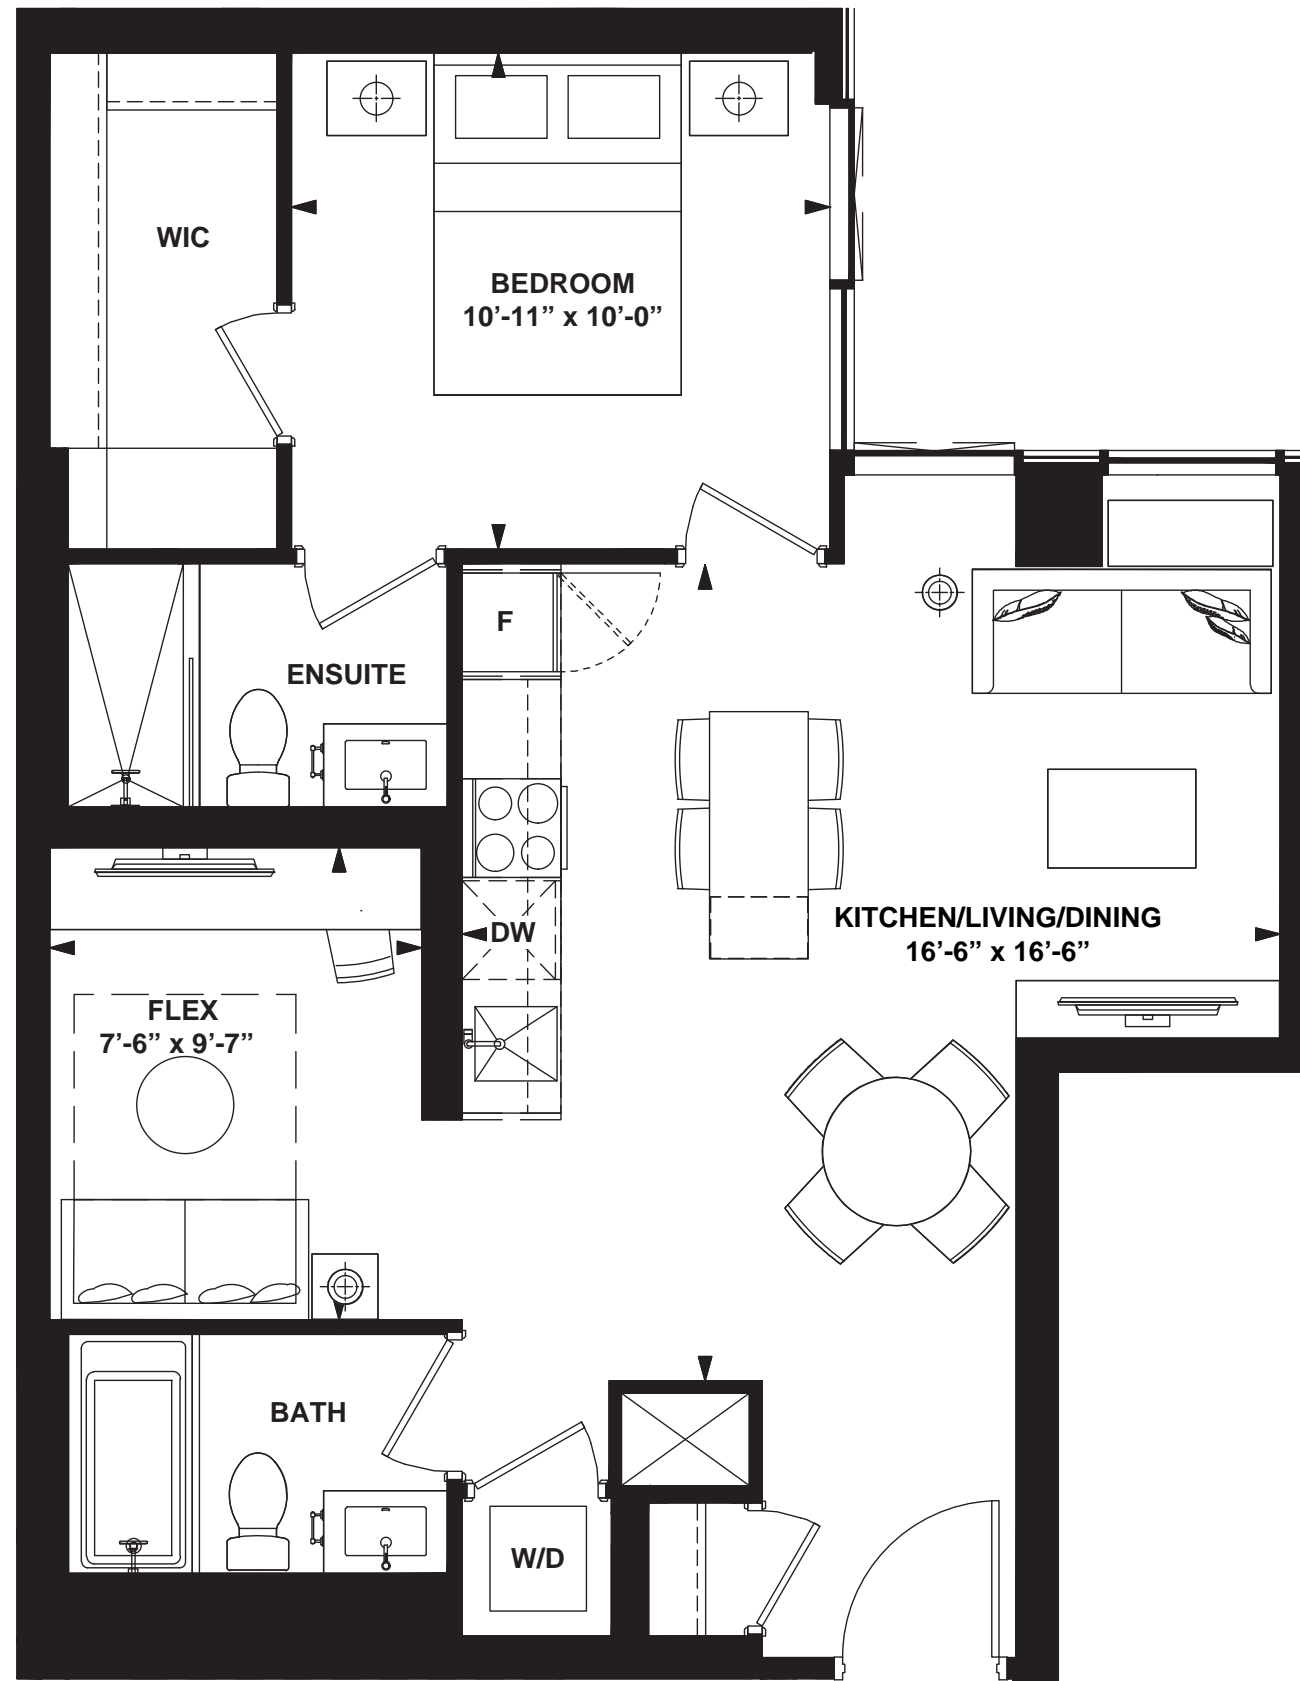 WIC
BEDROOM
10’-11” x 10’-0”
F
ENSUITE
KITCHEN/LIVING/DINING
16’-6” x 16’-6”
DW
FLEX
7’-6” x 9’-7”
BATH
W/D